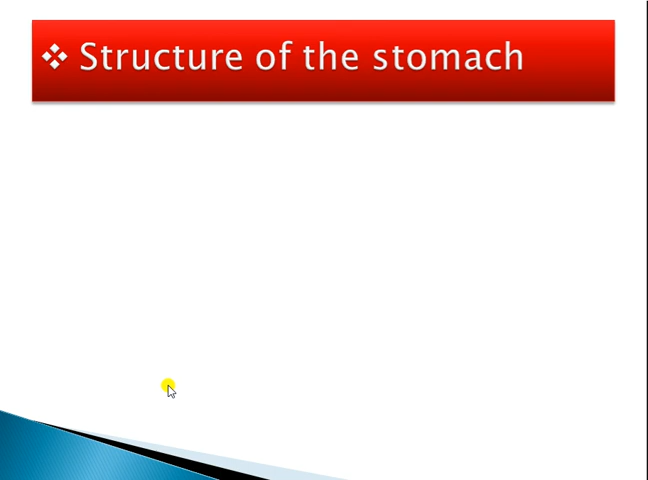 ❖ Structure of the stomach